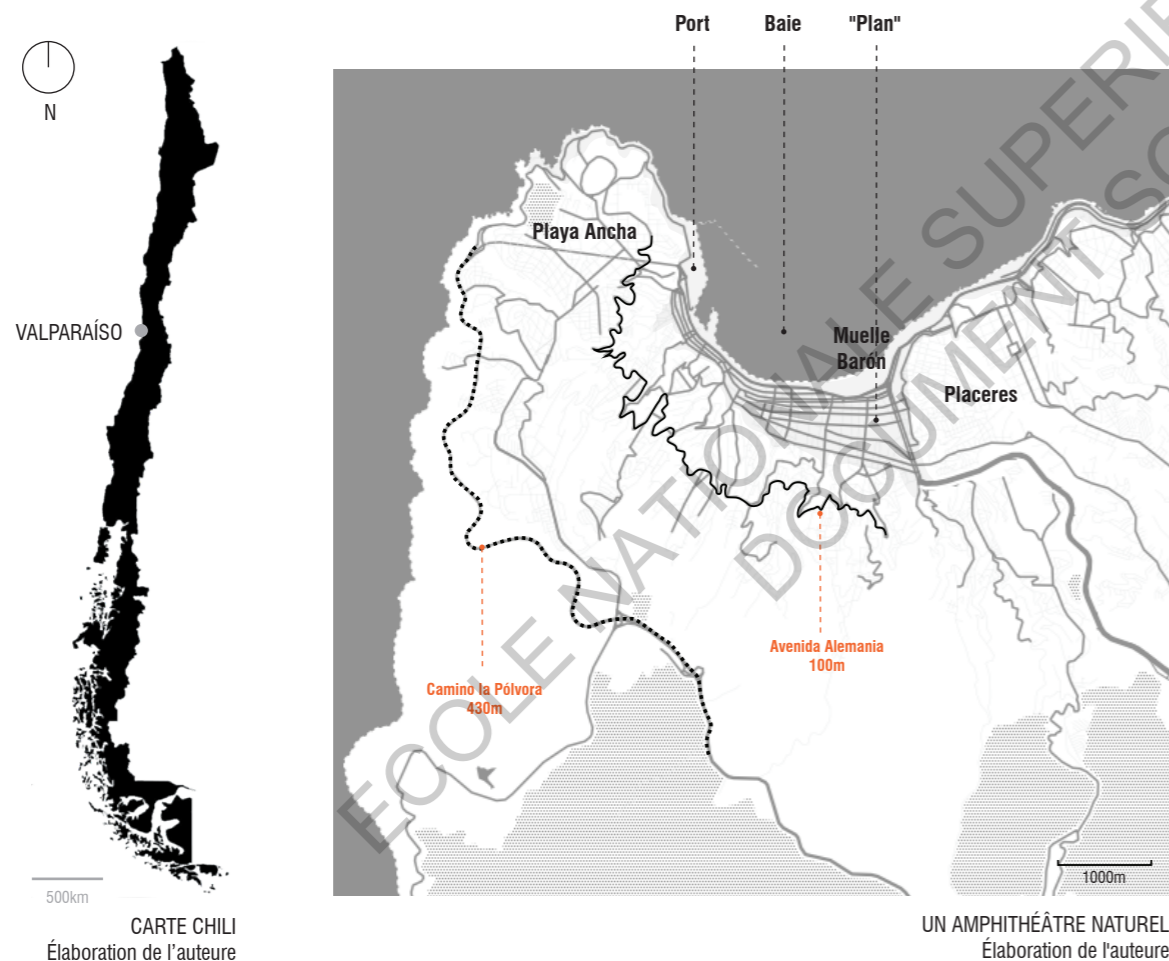 N
VALPARAÍSO
500km
CARTE CHILI
Élaboration de l'auteure
Port
Baie
"Plan"
Playa Ancha
Muelle
Barón
Placeres
Camino la Pólvora
430m
Avenida Alemania
100m
1000m
UN AMPHITHÉÂTRE NATUREL
Élaboration de l'auteure
ECOLE NATIONALE SUPERIE
DOCUMENT SO